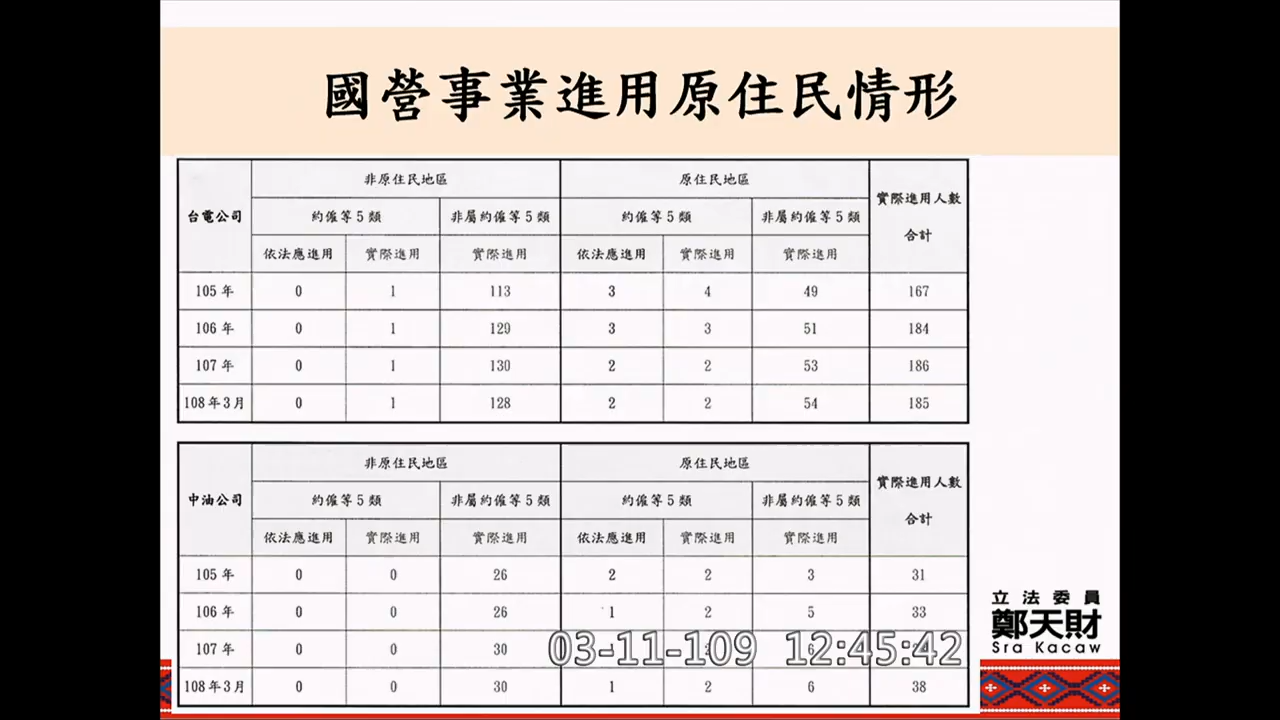 國營事業進用原住民情形
台電公司 非原住民地區 原住民地區 實際進用人數合計
約僱等5類 非屬約僱等5類 約僱等5類 非屬約僱等5類
依法應進用 實際進用 實際進用 依法應進用 實際進用 實際進用
105年 0 1 113 3 4 49 167
106年 0 1 129 3 3 51 184
107年 0 1 130 2 2 53 186
108年3月 0 1 128 2 2 54 185
中油公司 非原住民地區 原住民地區 實際進用人數合計
約僱等5類 非屬約僱等5類 約僱等5類 非屬約僱等5類
依法應進用 實際進用 實際進用 依法應進用 實際進用 實際進用
105年 0 0 26 2 2 3 31
106年 0 0 26 1 2 5 33
107年 0 0 30 6
108年3月 0 0 30 1 2 6 38
03-11-109 12:45:42
立法委員
鄭天財
Sra Kacaw